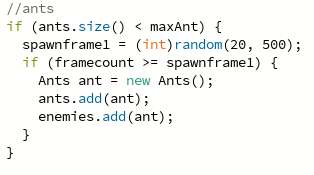 //ants
if (ants.size() < maxAnt) {
  spawnframe1 = (int)random(20, 500);
  if (framecount >= spawnframe1) {
    Ants ant = new Ants();
    ants.add(ant);
    enemies.add(ant);
  }
}